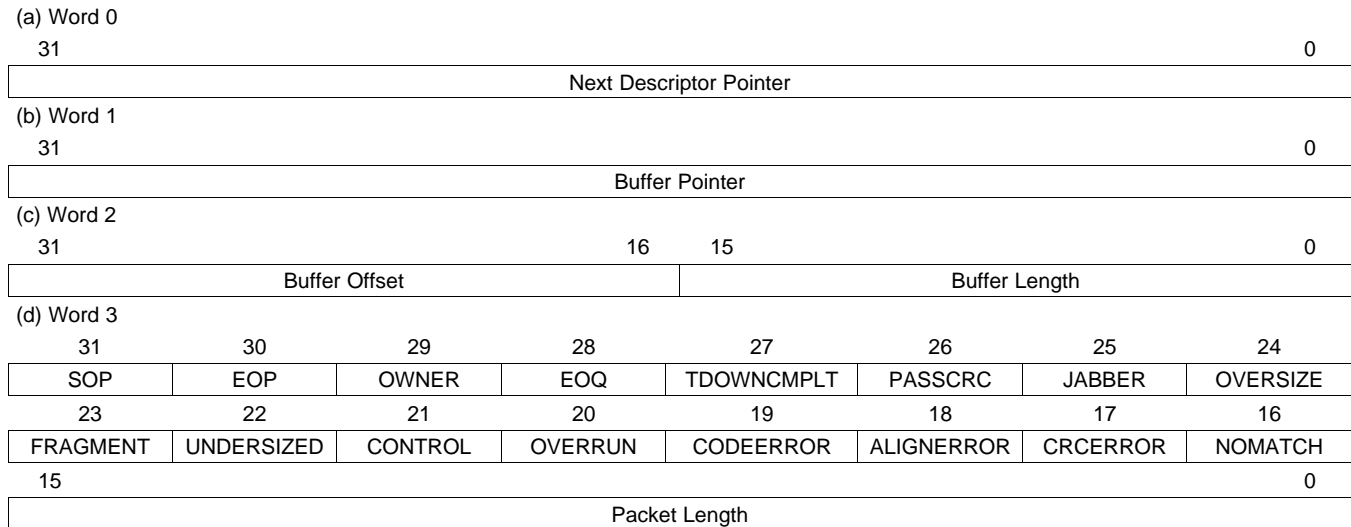 (a) Word 0
31 0
Next Descriptor Pointer
(b) Word 1
31 0
Buffer Pointer
(c) Word 2
31 16 15 0
Buffer Offset Buffer Length
(d) Word 3
31 30 29 28 27 26 25 24
SOP EOP OWNER EOQ TDOWNCMPLT PASSCRC JABBER OVERSIZE
23 22 21 20 19 18 17 16
FRAGMENT UNDERSIZED CONTROL OVERRUN CODEERROR ALIGNERROR CRCERROR NOMATCH
15 0
Packet Length